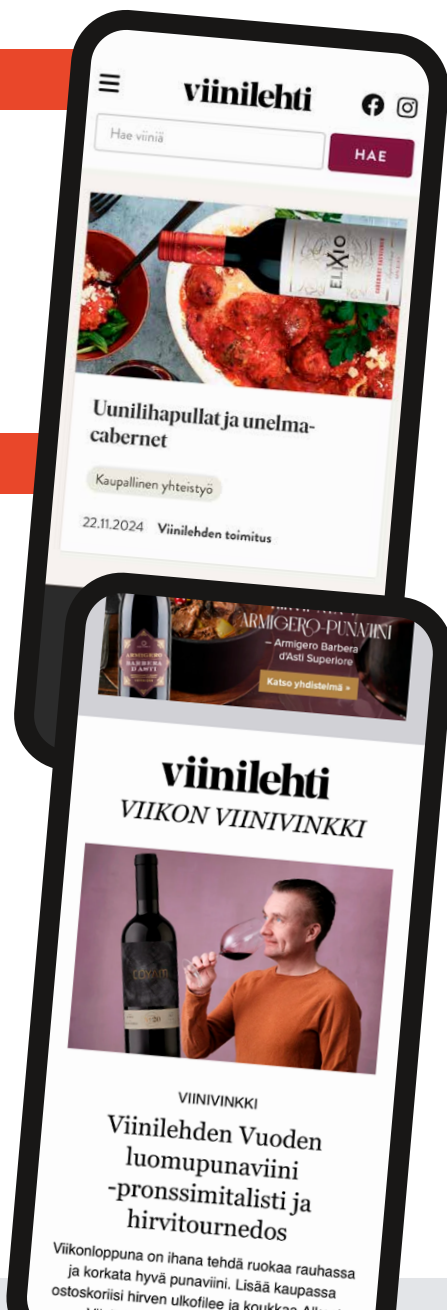 viinilehti
Hae viiniä
HAE
ELIXIO
Uunilihapullat ja unelma-
cabernet
Kaupallinen yhteistyö
22.11.2024 Viinilehden toimitus
ARMIGERO-PUNAVIINI
– Armigero Barbera
d'Asti Superiore
Katso yhdistelmä »
ARMIGERO
BARBERA
D'ASTI
viinilehti
VIIKON VIINIVINKKI
COYAM
VIINIVINKKI
Viinilehden Vuoden
luomupunaviini
-pronssimitalisti ja
hirvitournedos
Viikonloppuna on ihana tehdä ruokaa rauhassa
ja korkata hyvä punaviini. Lisää kaupassa
ostoskoriisi hirven ulkofilee ja koukkaa